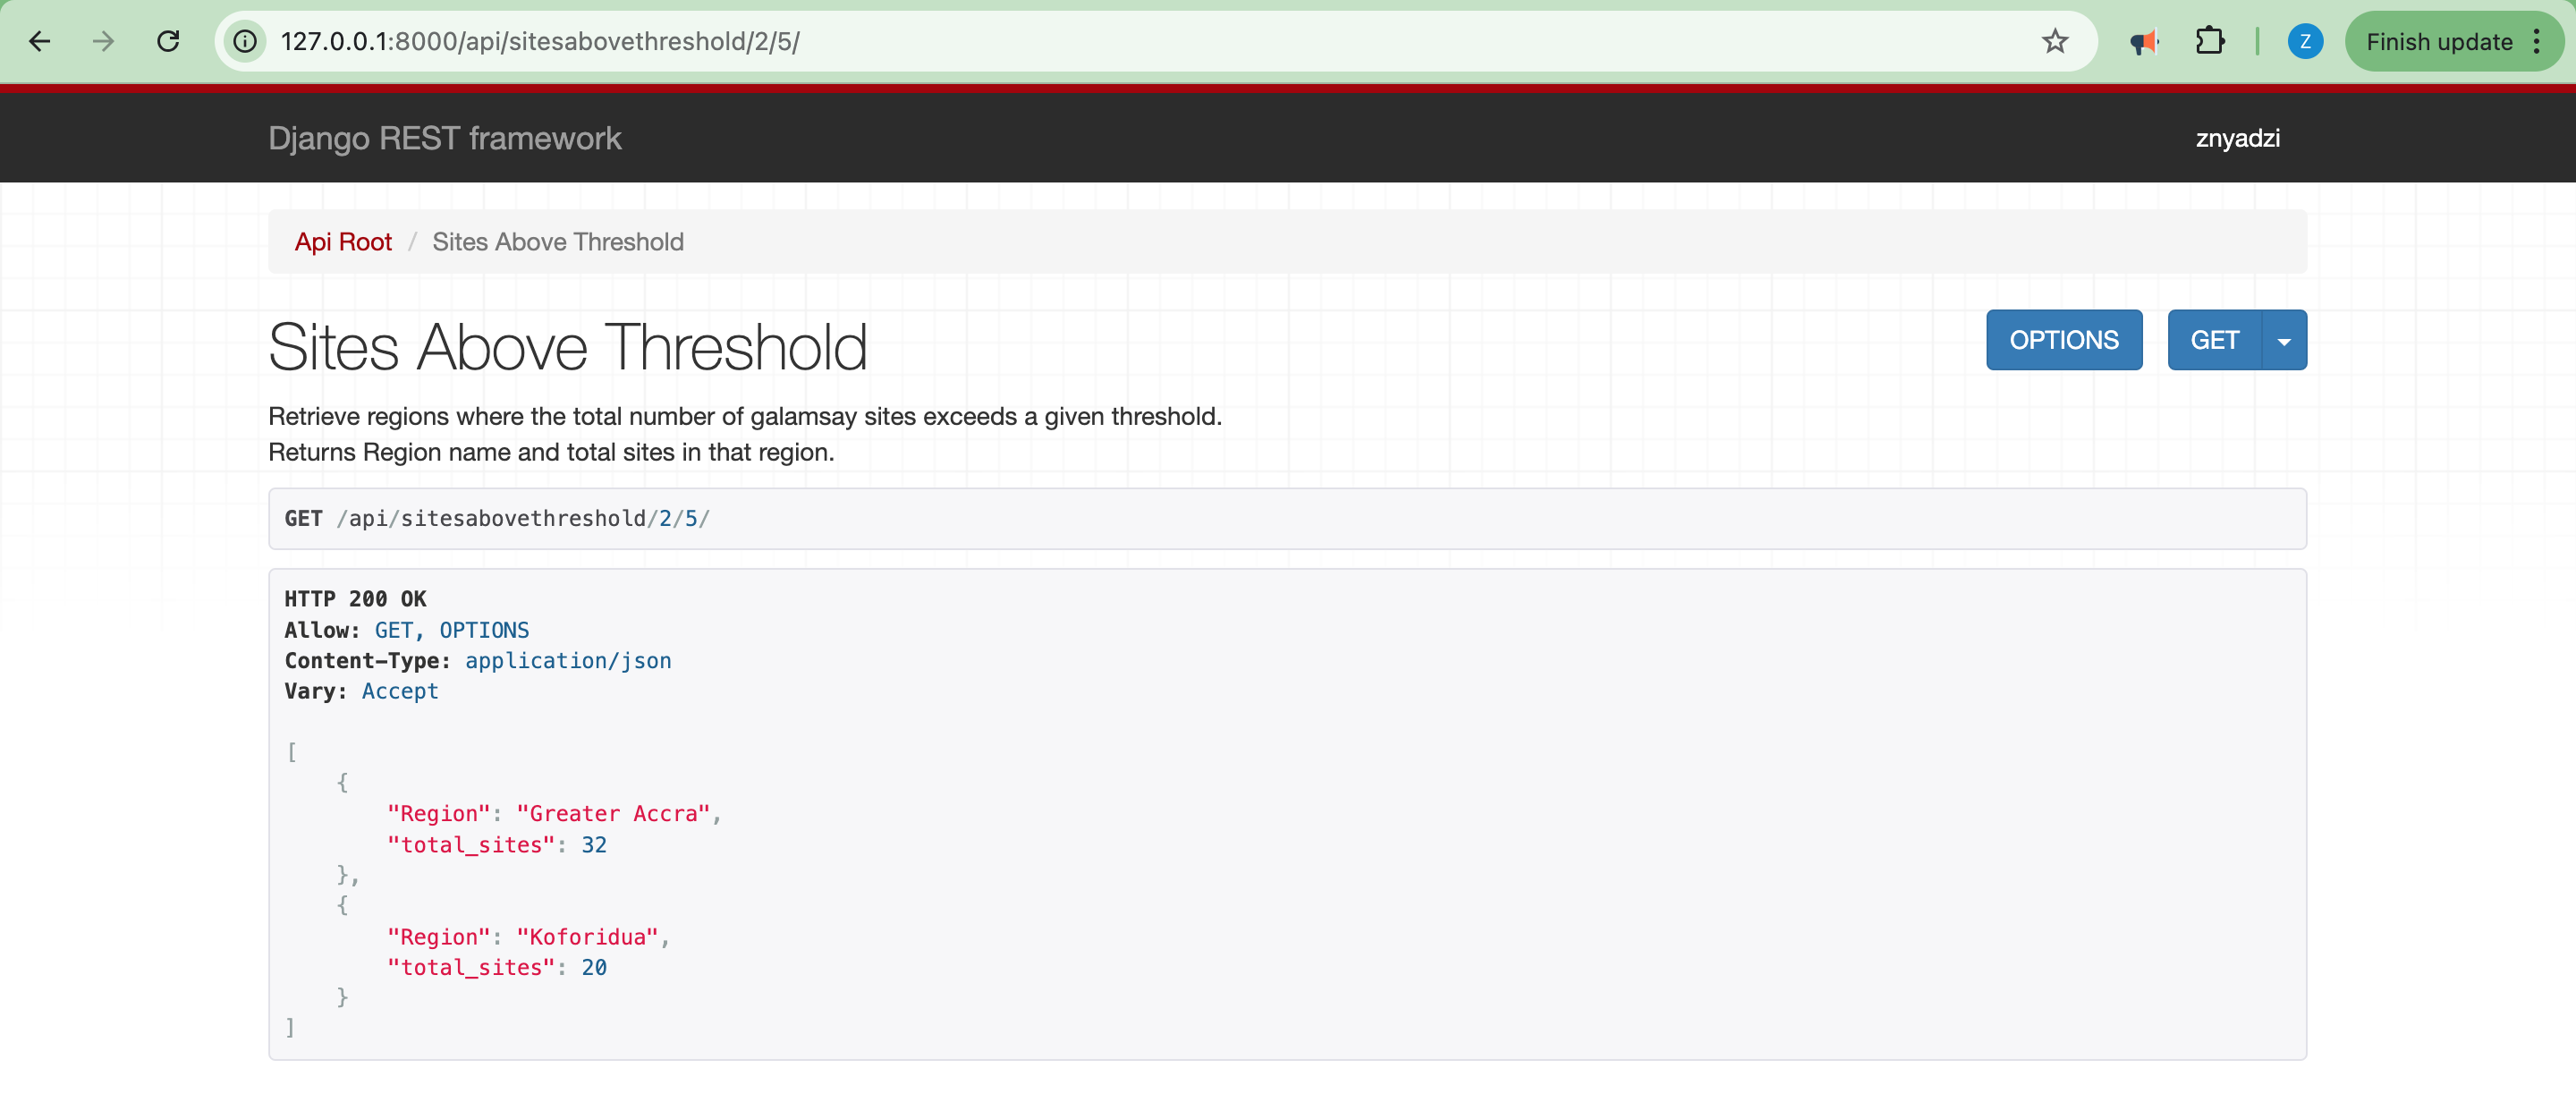 127.0.0.1:8000/api/sitesabovethreshold/2/5/
Z
Finish update
Django REST framework
znyadzi
Api Root / Sites Above Threshold
Sites Above Threshold
OPTIONS
GET
Retrieve regions where the total number of galamsay sites exceeds a given threshold.
Returns Region name and total sites in that region.
GET /api/sitesabovethreshold/2/5/
HTTP 200 OK
Allow: GET, OPTIONS
Content-Type: application/json
Vary: Accept
[
    {
        "Region": "Greater Accra",
        "total_sites": 32
    },
    {
        "Region": "Koforidua",
        "total_sites": 20
    }
]